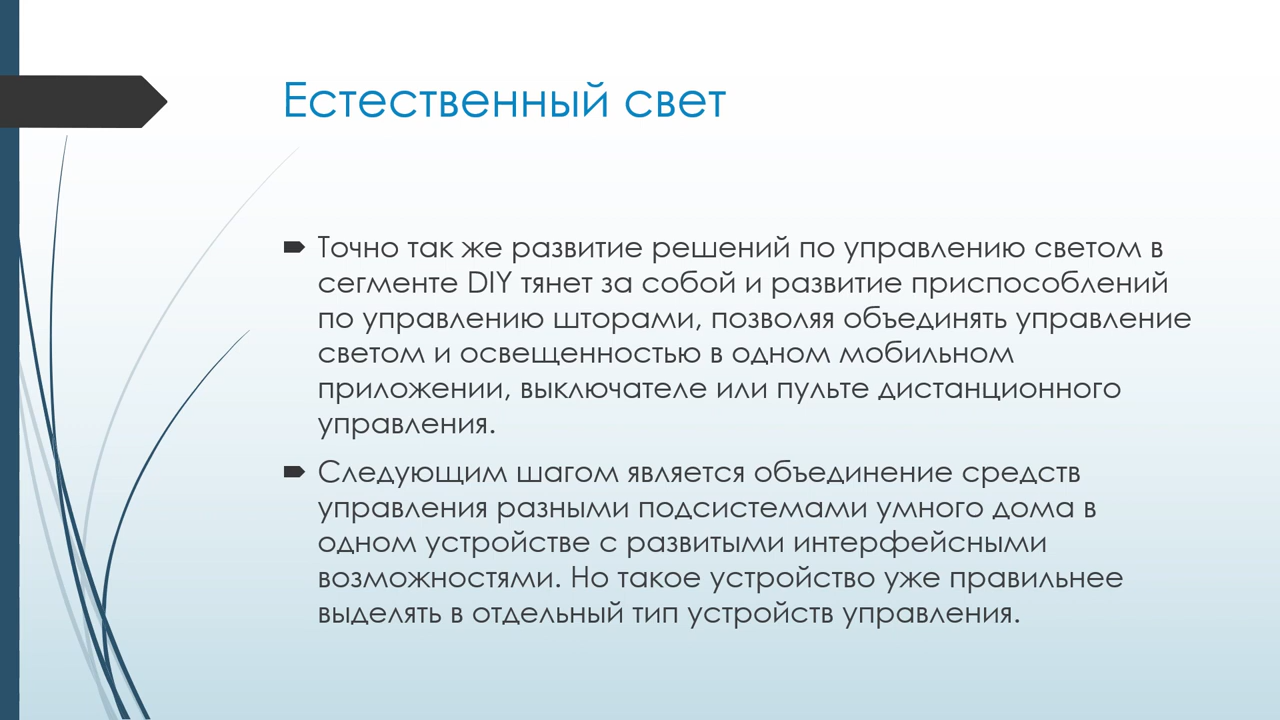 Естественный свет
Точно так же развитие решений по управлению светом в
сегменте DIY тянет за собой и развитие приспособлений
по управлению шторами, позволяя объединять управление
светом и освещенностью в одном мобильном
приложении, выключателе или пульте дистанционного
управления.
Следующим шагом является объединение средств
управления разными подсистемами умного дома в
одном устройстве с развитыми интерфейсными
возможностями. Но такое устройство уже правильнее
выделять в отдельный тип устройств управления.